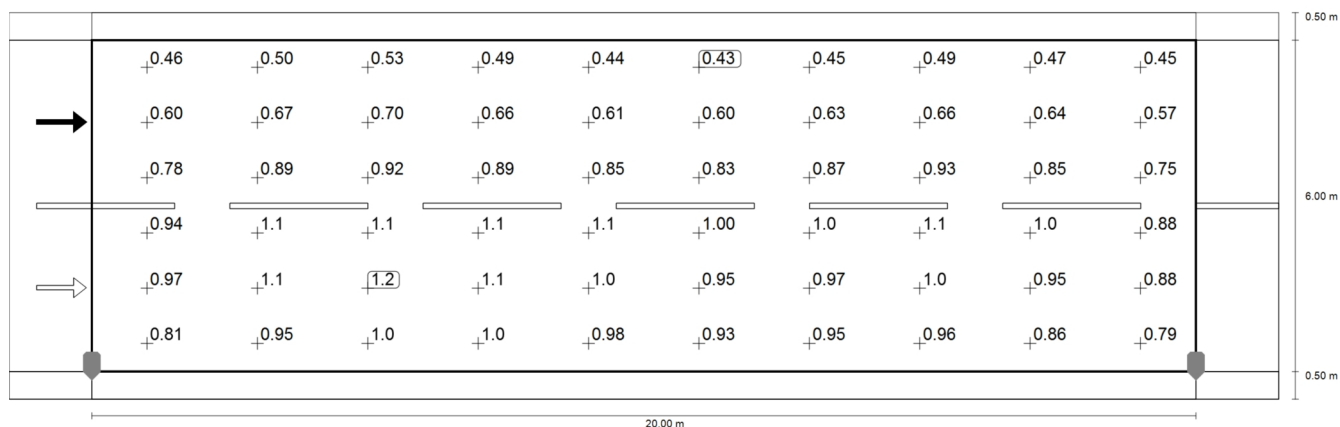 0.50 m
0.46 0.50 0.53 0.49 0.44 0.43 0.45 0.49 0.47 0.45
0.60 0.67 0.70 0.66 0.61 0.60 0.63 0.66 0.64 0.57
0.78 0.89 0.92 0.89 0.85 0.83 0.87 0.93 0.85 0.75
6.00 m
0.94 1.1 1.1 1.1 1.1 1.00 1.0 1.1 1.0 0.88
0.97 1.1 1.2 1.1 1.0 0.95 0.97 1.0 0.95 0.88
0.81 0.95 1.0 1.0 0.98 0.93 0.95 0.96 0.86 0.79
0.50 m
20.00 m